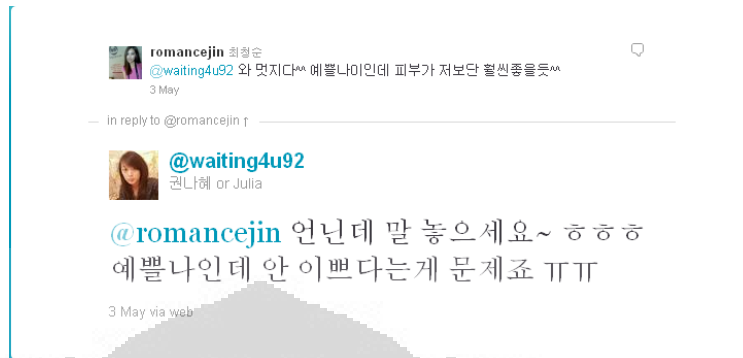 romancejin 최청순
@waiting4u92 와 멋지다^^ 예쁠나이인데 피부가 저보단 훨씬좋을듯^^
3 May
in reply to @romancejin ↑
@waiting4u92
권나혜 or Julia
@romancejin 언닌데 말 놓으세요~ ㅎㅎㅎ
예쁠나인데 안 이쁘다는게 문제죠 ㅠㅠ
3 May via web